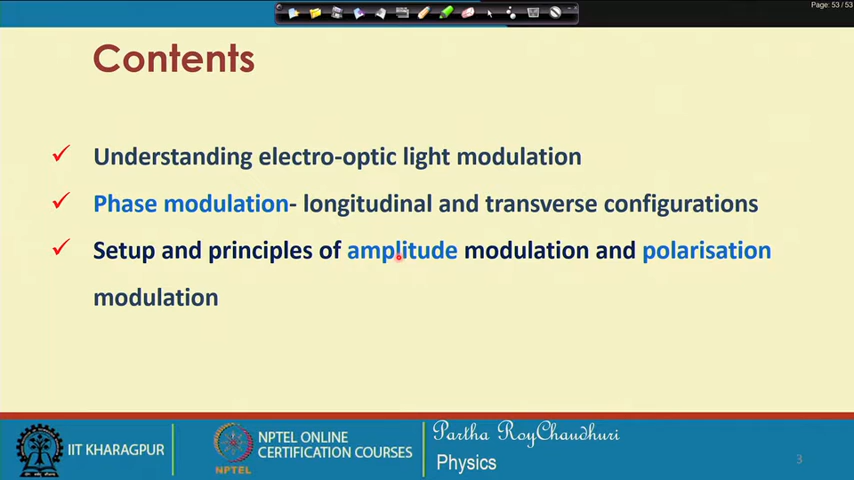 Page: 53 / 53
Contents
Understanding electro-optic light modulation
Phase modulation- longitudinal and transverse configurations
Setup and principles of amplitude modulation and polarisation
modulation
IIT KHARAGPUR
NPTEL
NPTEL ONLINE
CERTIFICATION COURSES
Partha RoyChaudhuri
Physics
3